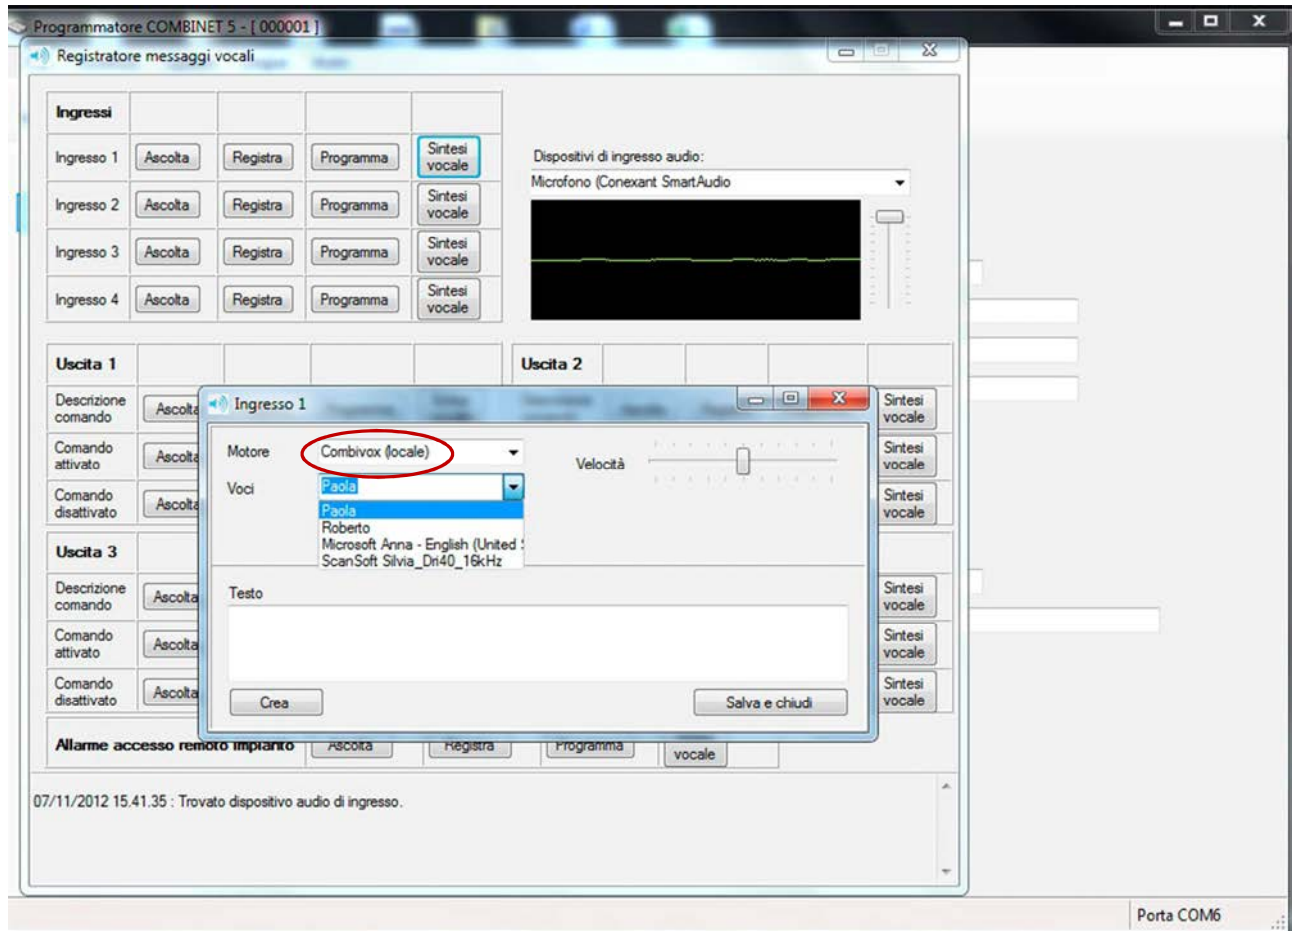 Programmatore COMBINET 5 - [ 000001 ]
Registratore messaggi vocali
Ingressi
Ingresso 1 Ascolta Registra Programma Sintesi vocale
Ingresso 2 Ascolta Registra Programma Sintesi vocale
Ingresso 3 Ascolta Registra Programma Sintesi vocale
Ingresso 4 Ascolta Registra Programma Sintesi vocale
Dispositivi di ingresso audio:
Microfono (Conexant SmartAudio
Uscita 1
Uscita 2
Descrizione comando Ascolta Sintesi vocale
Comando attivato Ascolta Sintesi vocale
Comando disattivato Ascolta Sintesi vocale
Uscita 3
Descrizione comando Ascolta Sintesi vocale
Comando attivato Ascolta Sintesi vocale
Comando disattivato Ascolta Sintesi vocale
Ingresso 1
Motore Combivox (locale)
Velocità
Voci Paola
Paola
Roberto
Microsoft Anna - English (United
ScanSoft Silvia_Dri40_16kHz
Testo
Crea
Salva e chiudi
Allarme accesso remoto impianto Ascolta Registra Programma vocale
07/11/2012 15.41.35 : Trovato dispositivo audio di ingresso.
Porta COM6